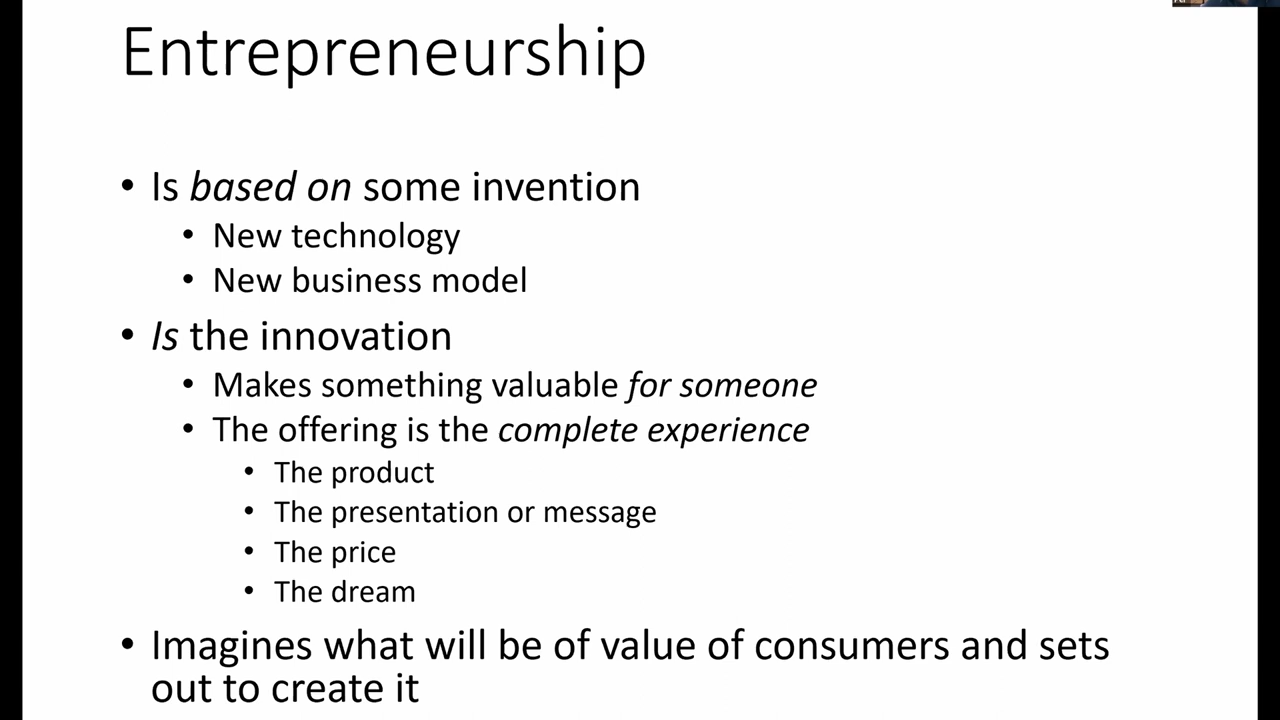 Entrepreneurship
• Is based on some invention
• New technology
• New business model
• Is the innovation
• Makes something valuable for someone
• The offering is the complete experience
• The product
• The presentation or message
• The price
• The dream
• Imagines what will be of value of consumers and sets
out to create it